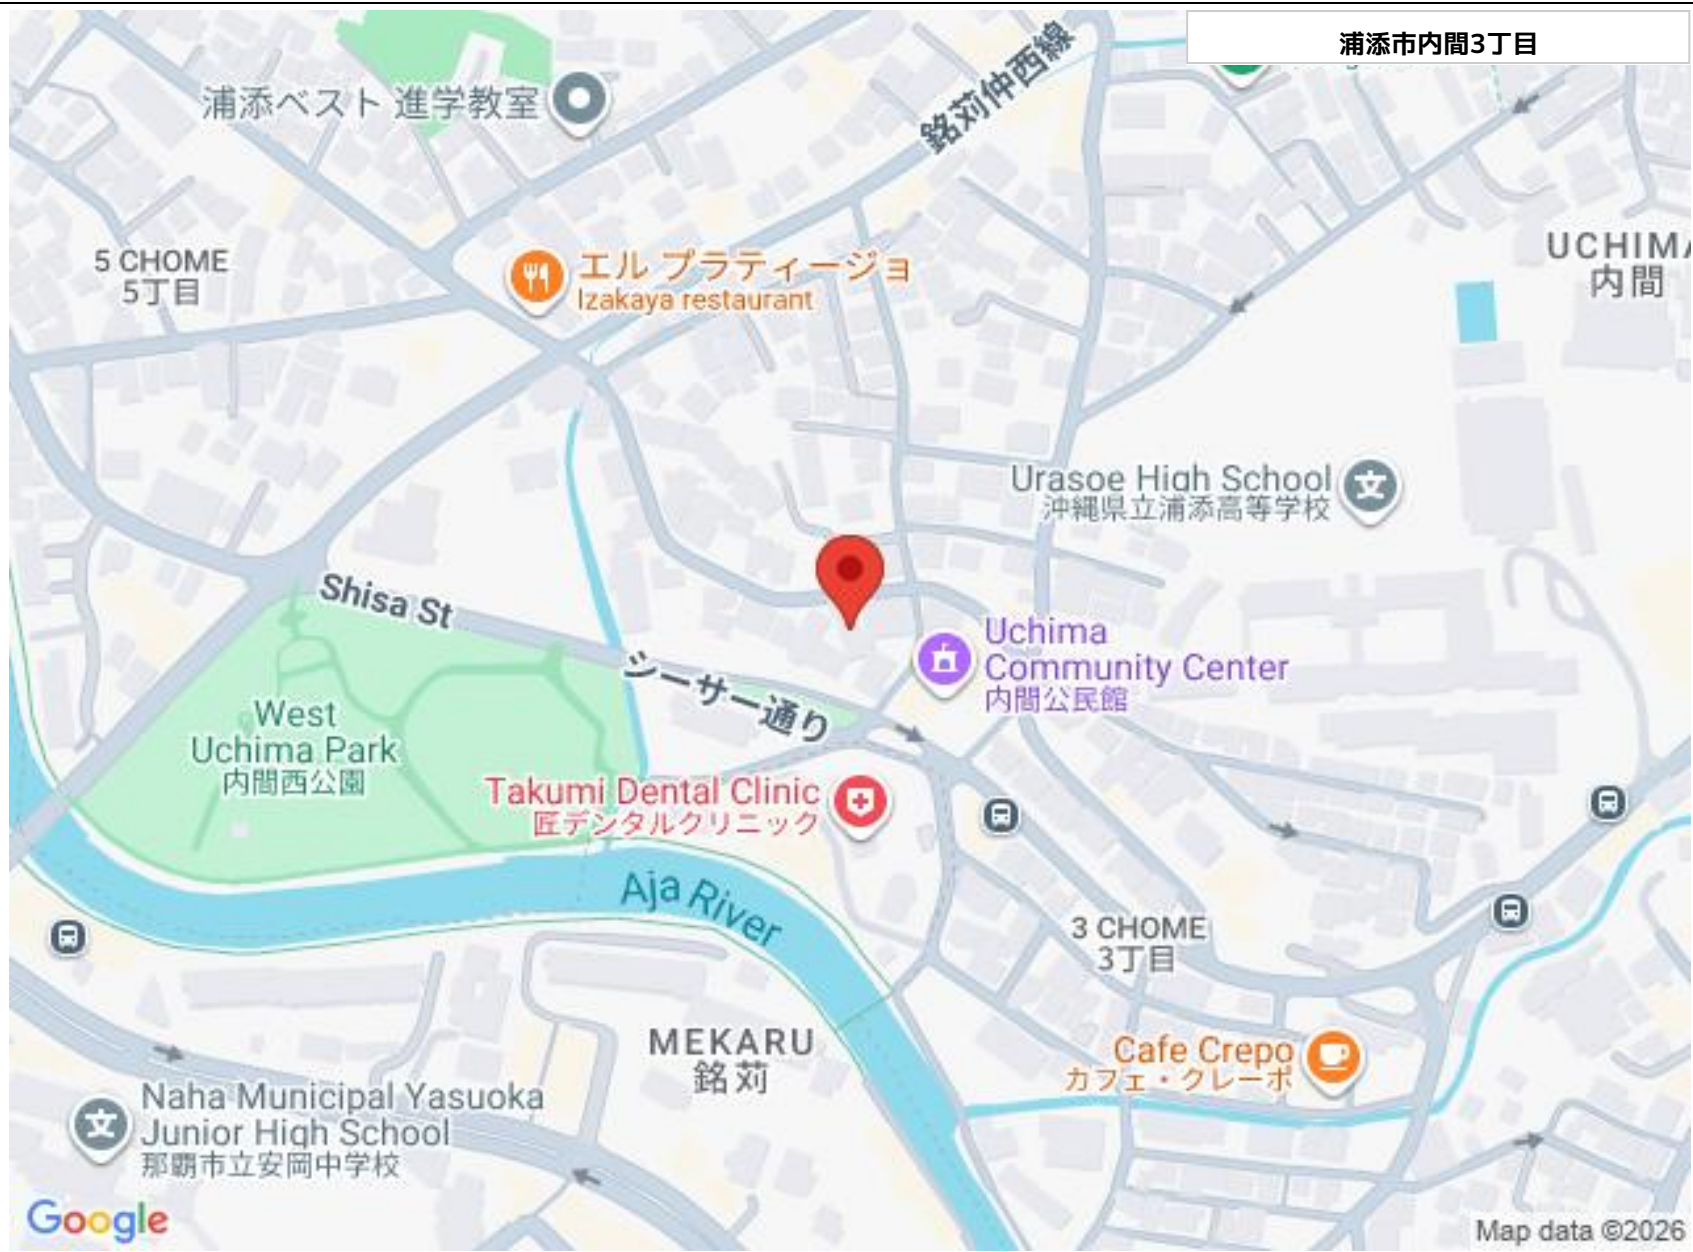 浦添市内間3丁目
銘苅仲西線
浦添ベスト 進学教室
5 CHOME
5丁目
エル プラティージョ
Izakaya restaurant
UCHIMA
内間
Urasoe High School
沖縄県立浦添高等学校
Shisa St
シーサー通り
Uchima
Community Center
内間公民館
West
Uchima Park
内間西公園
Takumi Dental Clinic
匠デンタルクリニック
Aja River
3 CHOME
3丁目
MEKARU
銘苅
Cafe Crepo
カフェ・クレーポ
Naha Municipal Yasuoka
Junior High School
那覇市立安岡中学校
Google
Map data ©2026